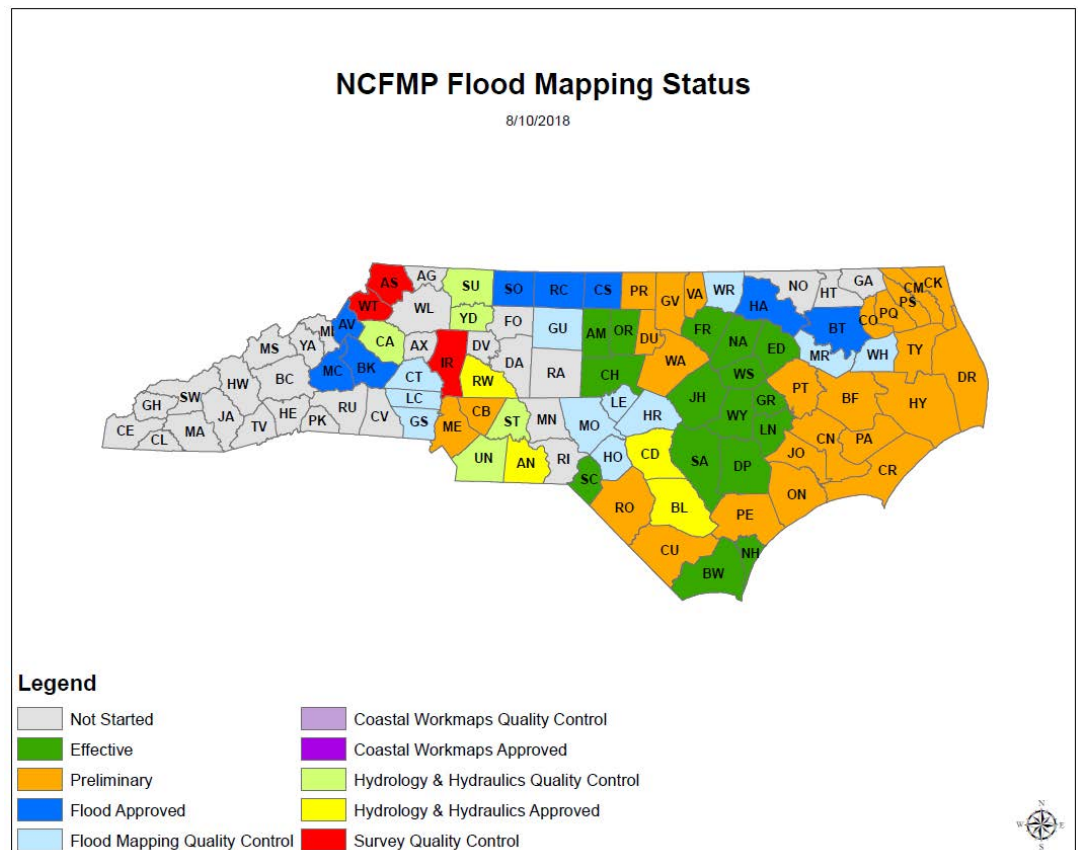 NCFMP Flood Mapping Status
8/10/2018
AS
AG
SU
SO
RC
CS
PR
GV
VA
WR
HA
NO
HT
GA
CM
CK
PS
WT
WL
YD
FO
GU
AM
OR
DU
FR
NA
ED
BT
CO
PQ
AV
MI
YA
MS
CA
AX
IR
DV
DA
RA
CH
WA
WS
MR
WH
TY
DR
MC
BK
CT
RW
HW
BC
SW
GH
LC
CB
ST
MN
MO
LE
HR
JH
WY
GR
PT
BF
HY
CE
CL
MA
JA
TV
HE
PK
RU
CV
GS
ME
LN
CN
PA
UN
AN
RI
HO
CD
SA
DP
JO
CR
SC
RO
BL
PE
ON
CU
BW
NH
Legend
Not Started
Effective
Preliminary
Flood Approved
Flood Mapping Quality Control
Coastal Workmaps Quality Control
Coastal Workmaps Approved
Hydrology & Hydraulics Quality Control
Hydrology & Hydraulics Approved
Survey Quality Control
N
W
E
S